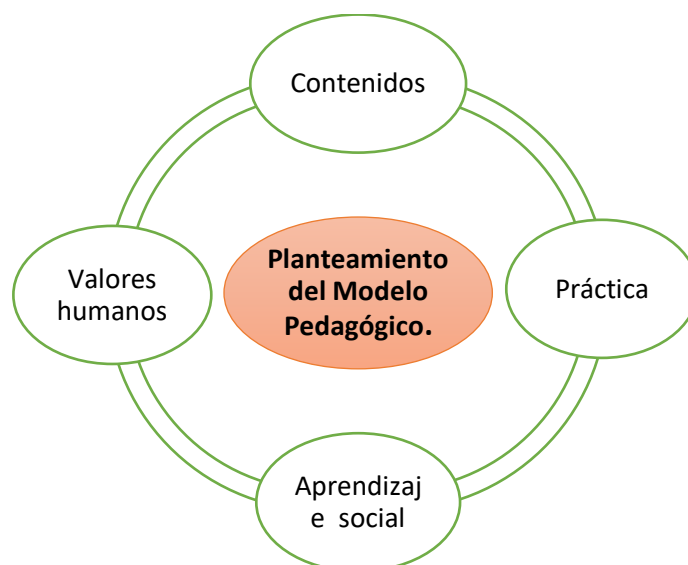 Contenidos
Planteamiento
del Modelo
Pedagógico.
Valores
humanos
Práctica
Aprendizaj
e social